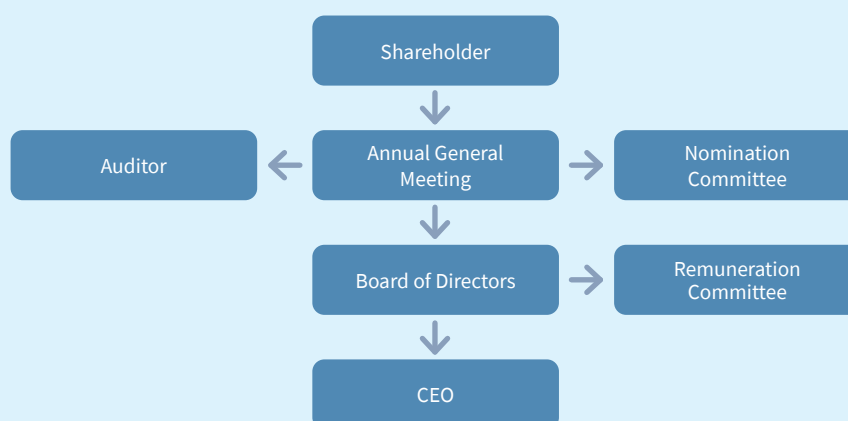 Shareholder
Auditor
Annual General
Meeting
Nomination
Committee
Board of Directors
Remuneration
Committee
CEO